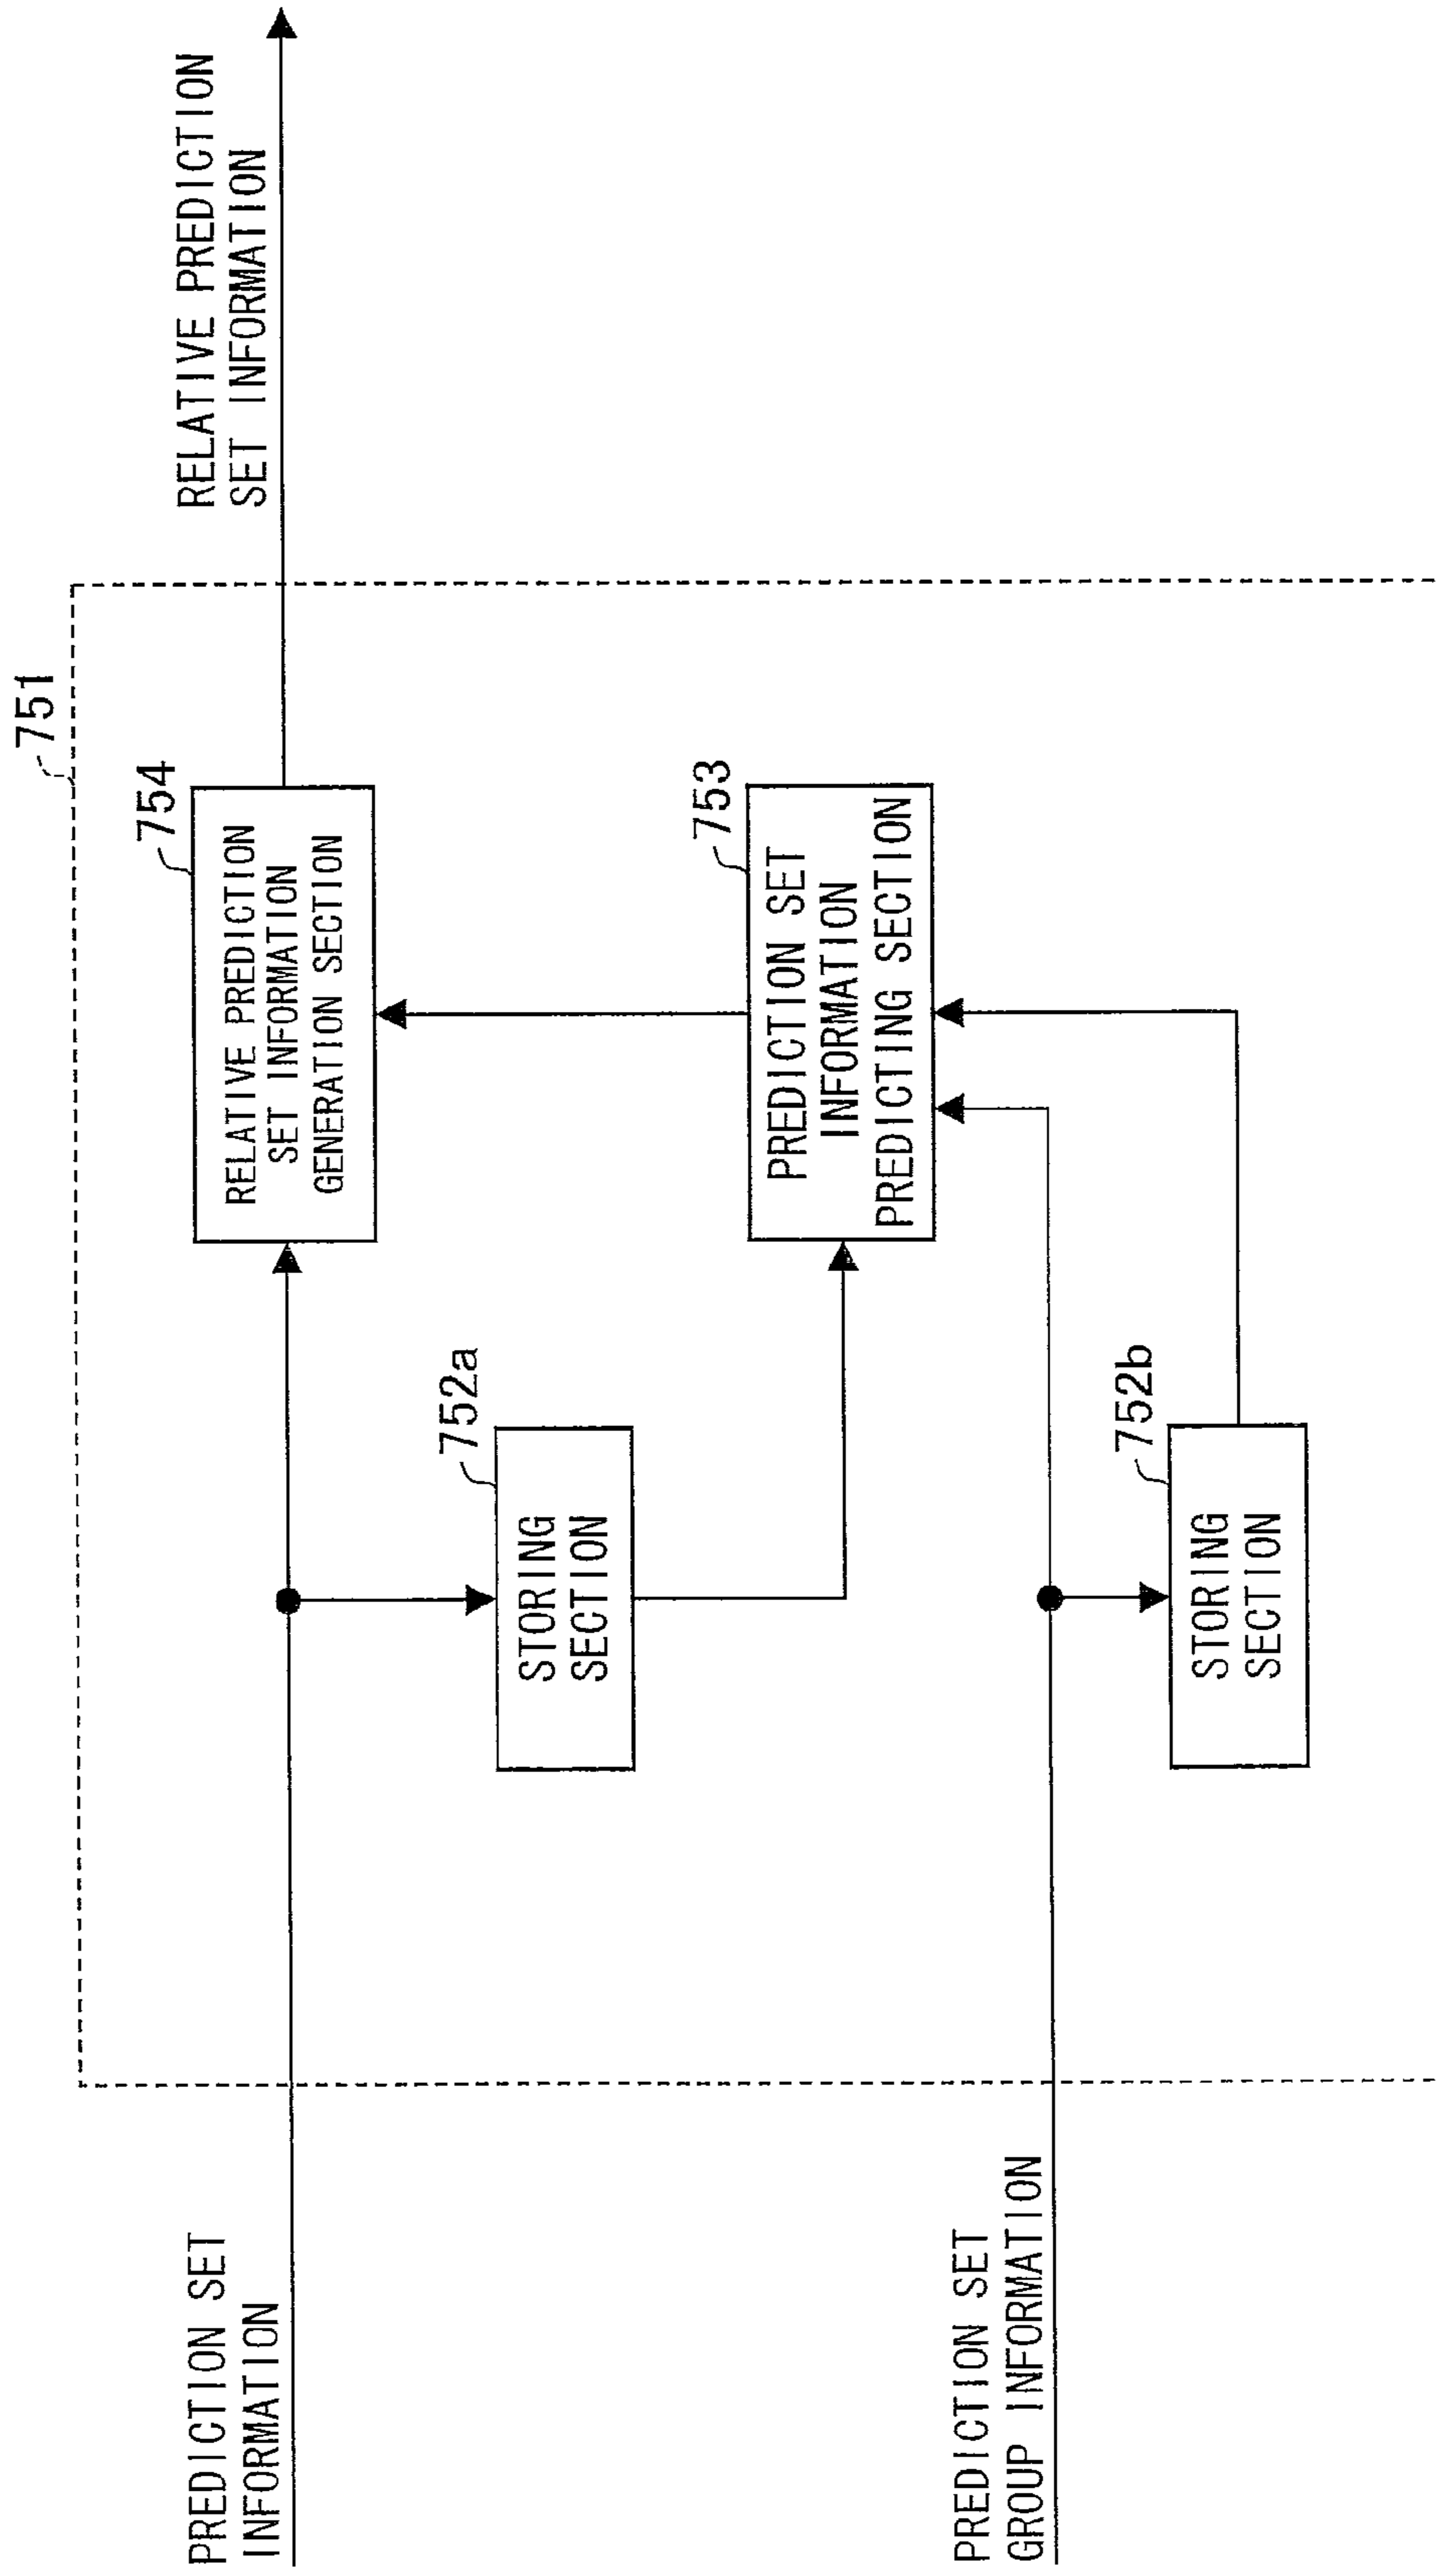 751
754
RELATIVE PREDICTION
SET INFORMATION
RELATIVE PREDICTION
SET INFORMATION
GENERATION SECTION
PREDICTION SET
INFORMATION
752a
STORING
SECTION
753
PREDICTION SET
INFORMATION
PREDICTING SECTION
PREDICTION SET
GROUP INFORMATION
752b
STORING
SECTION